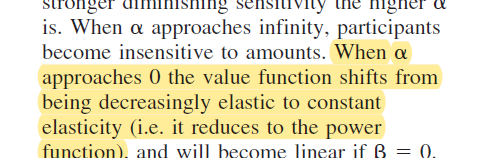 stronger diminishing sensitivity the higher α
is. When α approaches infinity, participants
become insensitive to amounts. When α
approaches 0 the value function shifts from
being decreasingly elastic to constant
elasticity (i.e. it reduces to the power
function), and will become linear if β = 0.